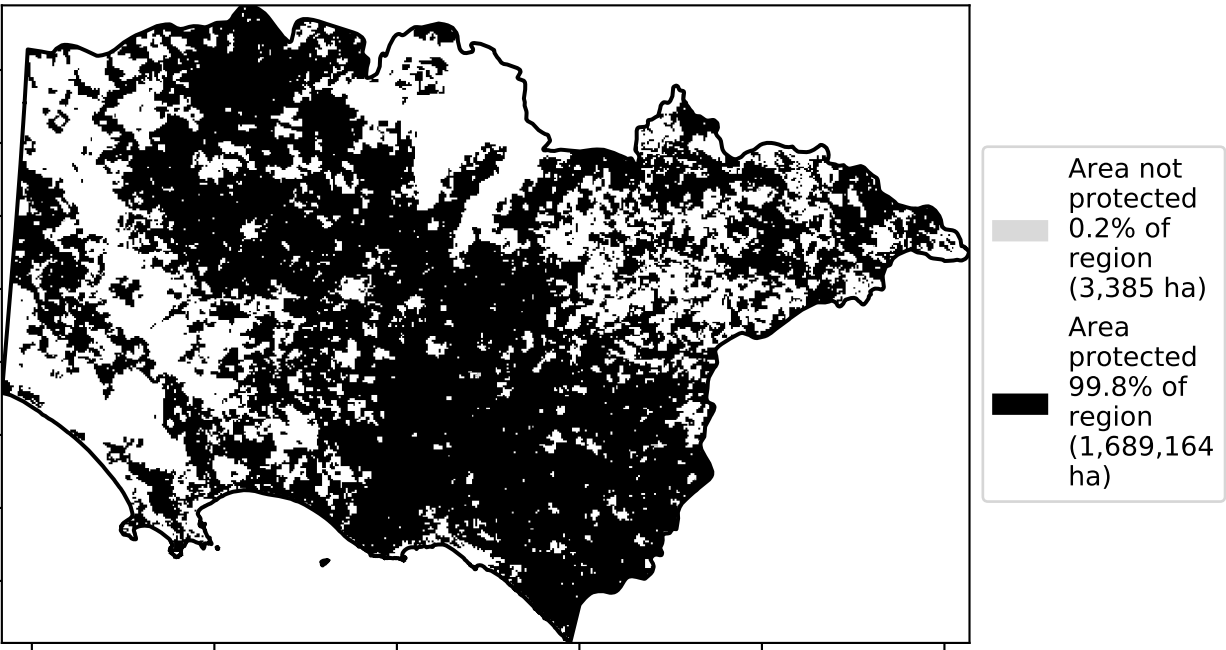 Area not
protected
0.2% of
region
(3,385 ha)
Area
protected
99.8% of
region
(1,689,164
ha)